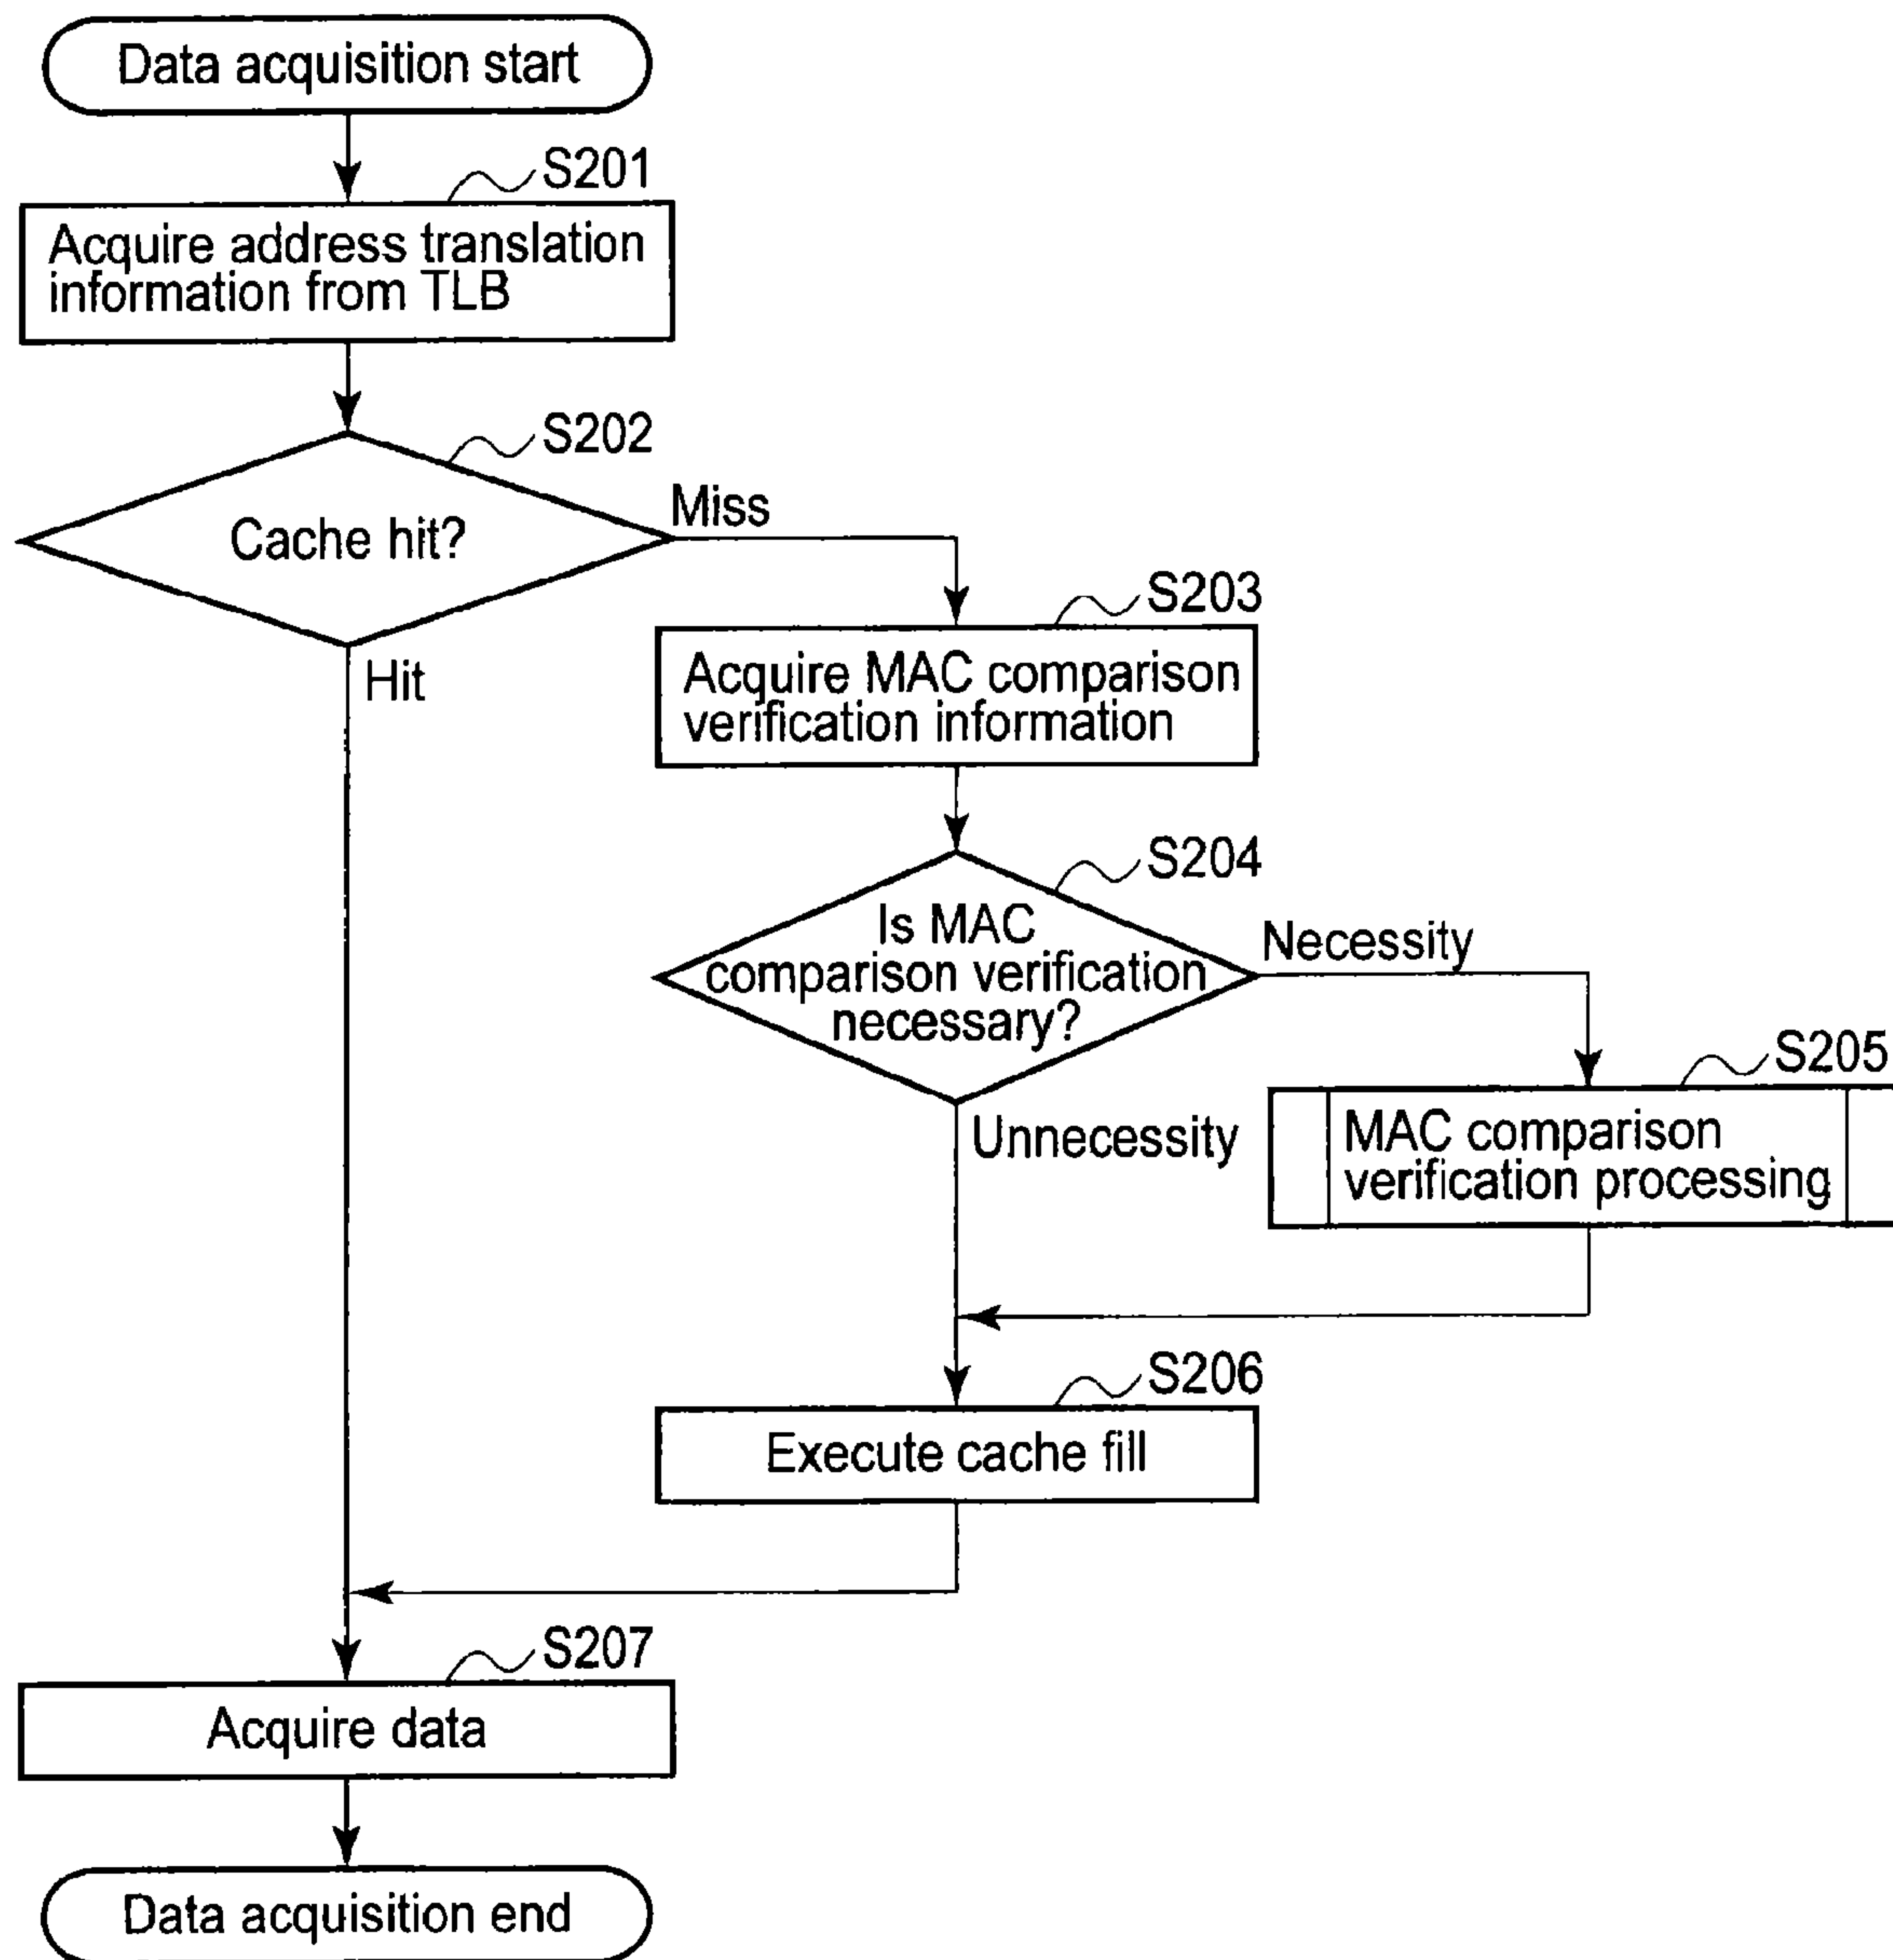 Data acquisition start
S201
Acquire address translation
information from TLB
S202
Cache hit?
Miss
Hit
S203
Acquire MAC comparison
verification information
S204
Is MAC
comparison verification
necessary?
Necessity
Unnecessity
S205
MAC comparison
verification processing
S206
Execute cache fill
S207
Acquire data
Data acquisition end